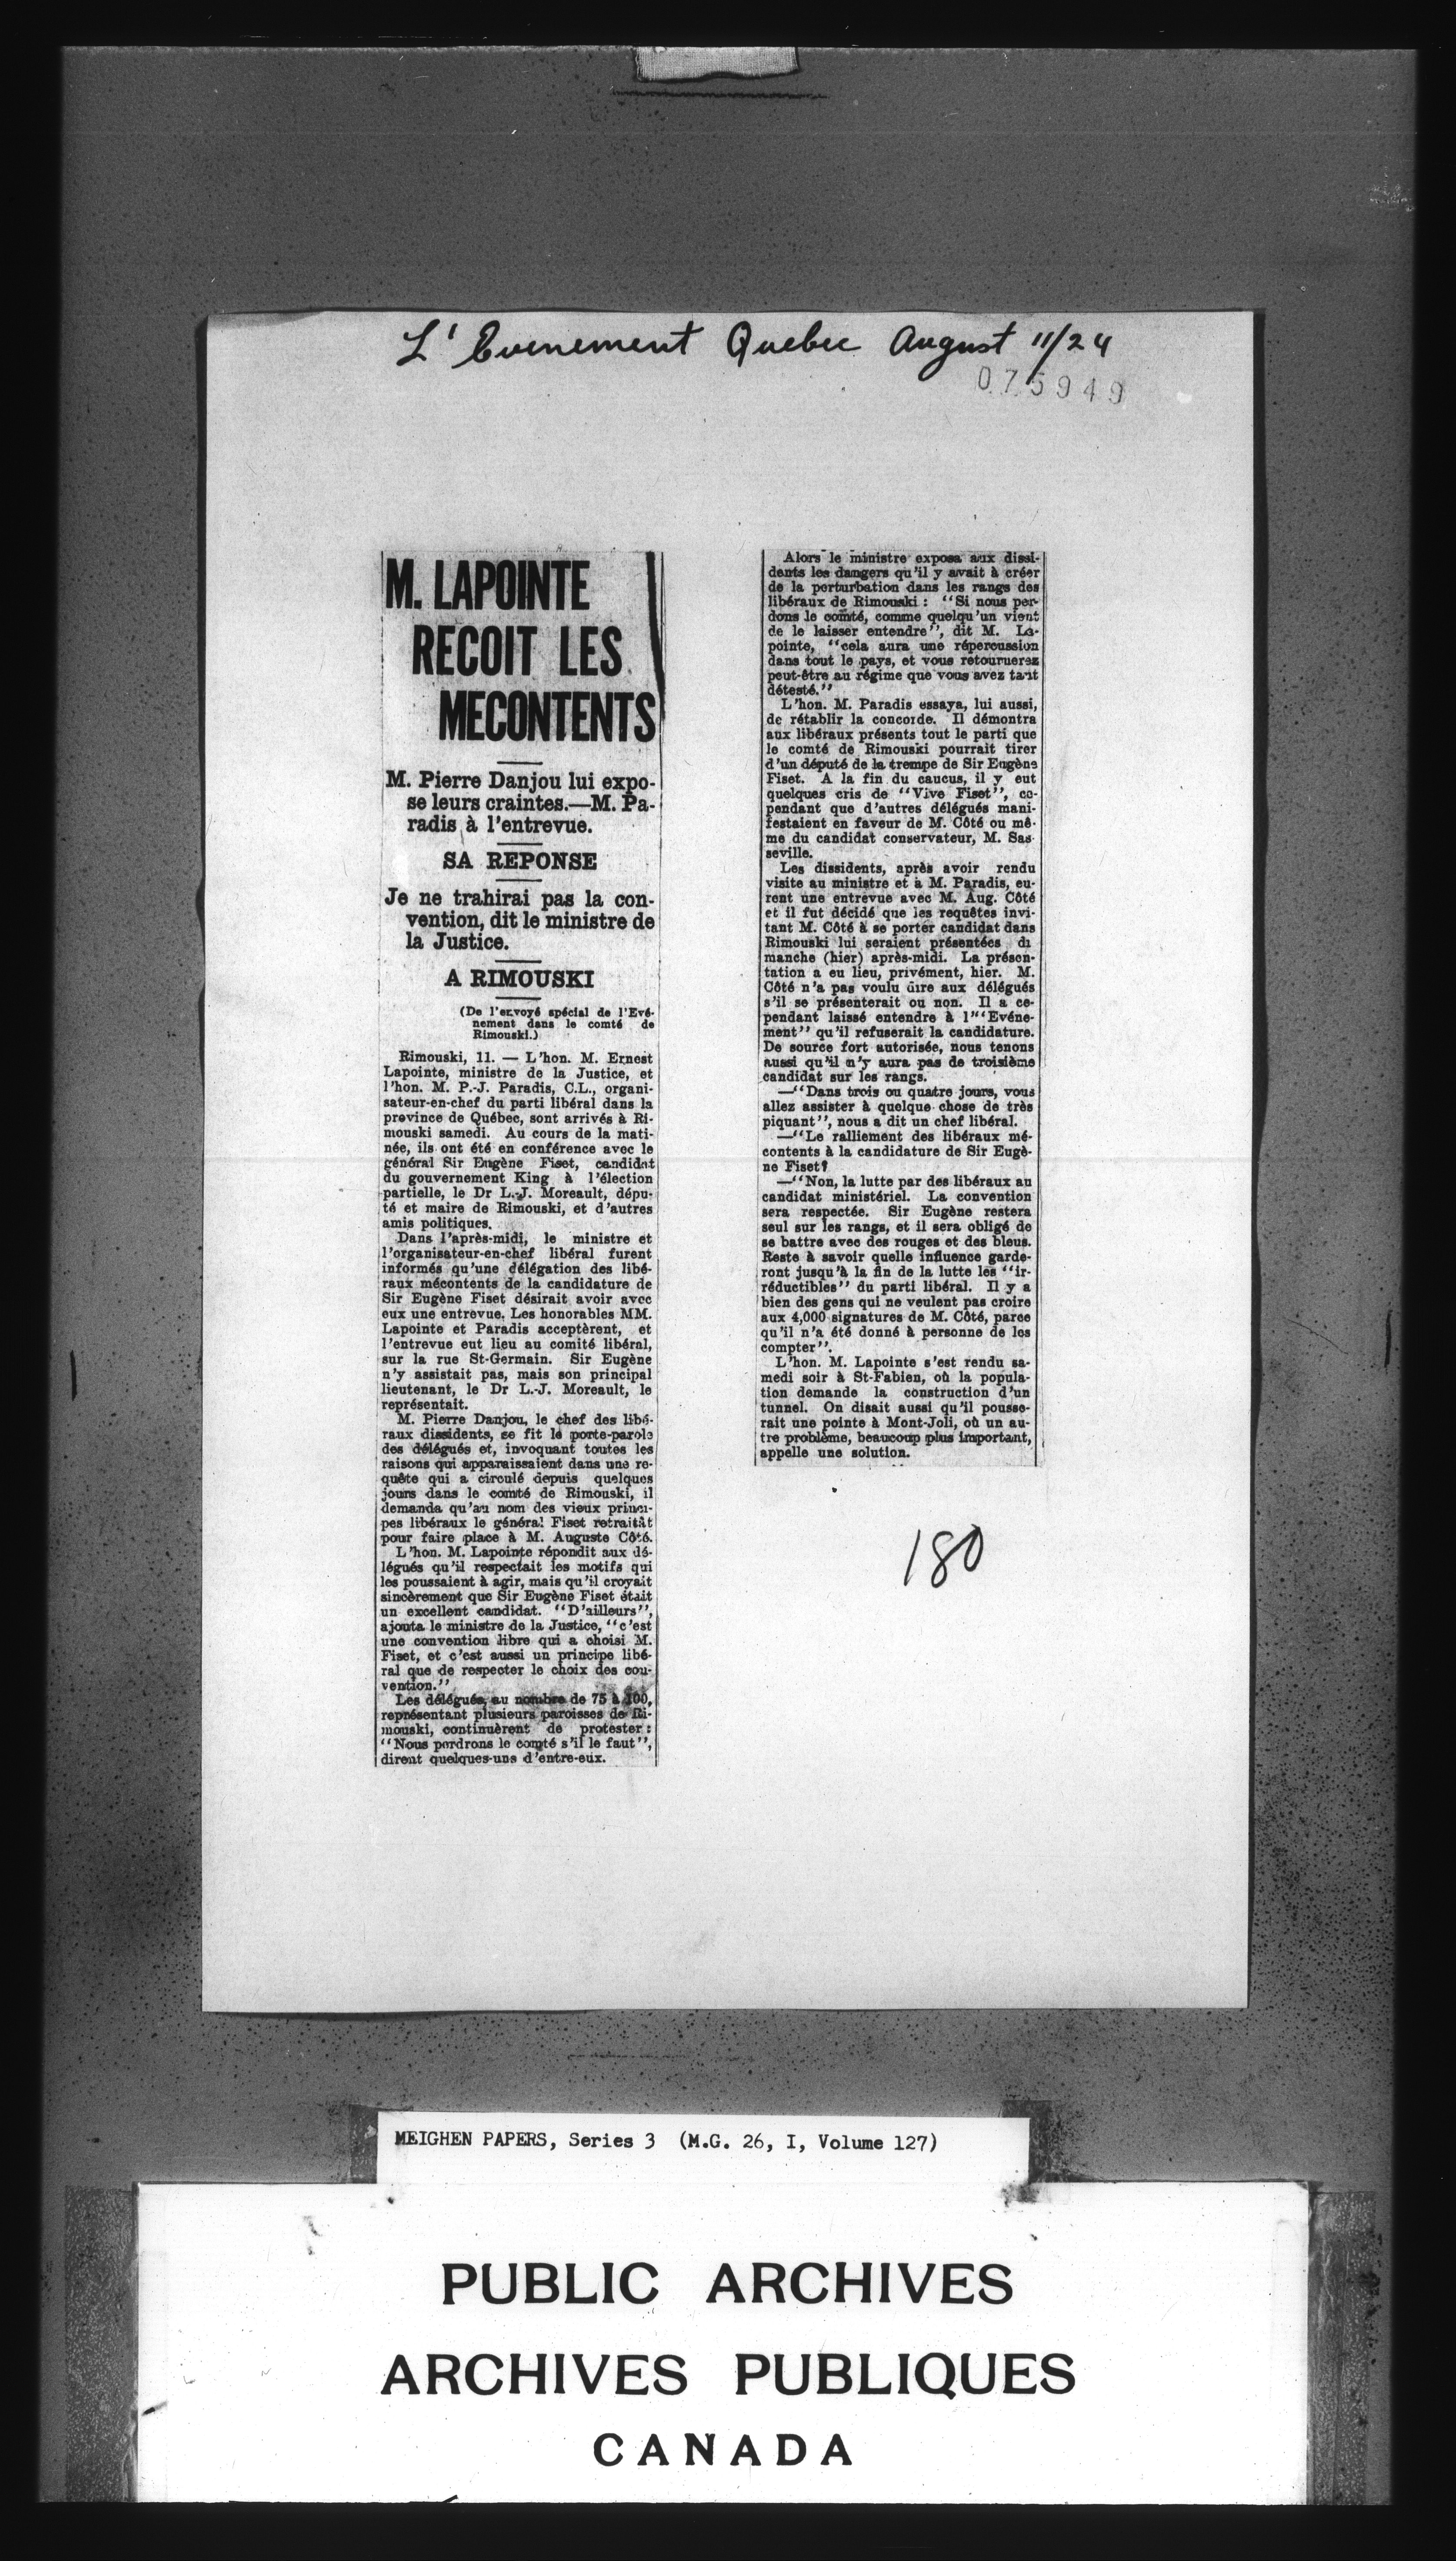 L'Evenement Quebec August 11/24
075949
M. LAPOINTE
RECOIT LES
MECONTENTS
M. Pierre Danjou lui expo-
se leurs craintes.—M. Pa-
radis à l'entrevue.
SA REPONSE
Je ne trahirai pas la con-
vention, dit le ministre de
la Justice.
A RIMOUSKI
(De l'envoyé spécial de l'Evé-
nement dans le comté de
Rimouski.)
Rimouski, 11. — L'hon. M. Ernest
Lapointe, ministre de la Justice, et
l'hon. M. P.-J. Paradis, C.L., organi-
sateur-en-chef du parti libéral dans la
province de Québec, sont arrivés à Ri-
mouski samedi. Au cours de la mati-
née, ils ont été en conférence avec le
général Sir Eugène Fiset, candidat
du gouvernement King à l'élection
partielle, le Dr L.-J. Moreault, dépu-
té et maire de Rimouski, et d'autres
amis politiques.
Dans l'après-midi, le ministre et
l'organisateur-en-chef libéral furent
informés qu'une délégation des libé-
raux mécontents de la candidature de
Sir Eugène Fiset désirait avoir avec
eux une entrevue. Les honorables MM.
Lapointe et Paradis acceptèrent, et
l'entrevue eut lieu au comité libéral,
sur la rue St-Germain. Sir Eugène
n'y assistait pas, mais son principal
lieutenant, le Dr L.-J. Moreault, le
représentait.
M. Pierre Danjou, le chef des libé-
raux dissidents, se fit le porte-parole
des délégués et, invoquant toutes les
raisons qui apparaissaient dans une re-
quête qui a circulé depuis quelques
jours dans le comté de Rimouski, il
demanda qu'au nom des vieux princi-
pes libéraux le général Fiset retraitât
pour faire place à M. Auguste Côté.
L'hon. M. Lapointe répondit aux dé-
légués qu'il respectait les motifs qui
les poussaient à agir, mais qu'il croyait
sincèrement que Sir Eugène Fiset était
un excellent candidat. "D'ailleurs",
ajouta le ministre de la Justice, "c'est
une convention libre qui a choisi M.
Fiset, et c'est aussi un principe libé-
ral que de respecter le choix des con-
vention."
Les délégués, au nombre de 75 à 100,
représentant plusieurs paroisses de Ri-
mouski, continuèrent de protester:
"Nous perdrons le comté s'il le faut",
dirent quelques-uns d'entre-eux.
Alors le ministre exposa aux dissi-
dents les dangers qu'il y avait à créer
de la perturbation dans les rangs des
libéraux de Rimouski : "Si nous per-
dons le comté, comme quelqu'un vient
de le laisser entendre", dit M. La-
pointe, "cela aura une répercussion
dans tout le pays, et vous retournerez
peut-être au régime que vous avez tant
détesté."
L'hon. M. Paradis essaya, lui aussi,
de rétablir la concorde. Il démontra
aux libéraux présents tout le parti que
le comté de Rimouski pourrait tirer
d'un député de la trempe de Sir Eugène
Fiset. A la fin du caucus, il y eut
quelques cris de "Vive Fiset", ce-
pendant que d'autres délégués mani-
festaient en faveur de M. Côté ou mê-
me du candidat conservateur, M. Sas-
seville.
Les dissidents, après avoir rendu
visite au ministre et à M. Paradis, eu-
rent une entrevue avec M. Aug. Côté
et il fut décidé que les requêtes invi-
tant M. Côté à se porter candidat dans
Rimouski lui seraient présentées di
manche (hier) après-midi. La présen-
tation a eu lieu, privément, hier. M.
Côté n'a pas voulu dire aux délégués
s'il se présenterait ou non. Il a ce-
pendant laissé entendre à l'"Evéne-
ment" qu'il refuserait la candidature.
De source fort autorisée, nous tenons
aussi qu'il n'y aura pas de troisième
candidat sur les rangs.
—"Dans trois ou quatre jours, vous
allez assister à quelque chose de très
piquant", nous a dit un chef libéral.
—"Le ralliement des libéraux mé-
contents à la candidature de Sir Eugè-
ne Fiset?
—"Non, la lutte par des libéraux au
candidat ministériel. La convention
sera respectée. Sir Eugène restera
seul sur les rangs, et il sera obligé de
se battre avec des rouges et des bleus.
Reste à savoir quelle influence garde-
ront jusqu'à la fin de la lutte les "ir-
réductibles" du parti libéral. Il y a
bien des gens qui ne veulent pas croire
aux 4,000 signatures de M. Côté, parce
qu'il n'a été donné à personne de les
compter".
L'hon. M. Lapointe s'est rendu sa-
medi soir à St-Fabien, où la popula-
tion demande la construction d'un
tunnel. On disait aussi qu'il pousse-
rait une pointe à Mont-Joli, où un au-
tre problème, beaucoup plus important,
appelle une solution.
180
MEIGHEN PAPERS, Series 3 (M.G. 26, I, Volume 127)
PUBLIC ARCHIVES
ARCHIVES PUBLIQUES
CANADA